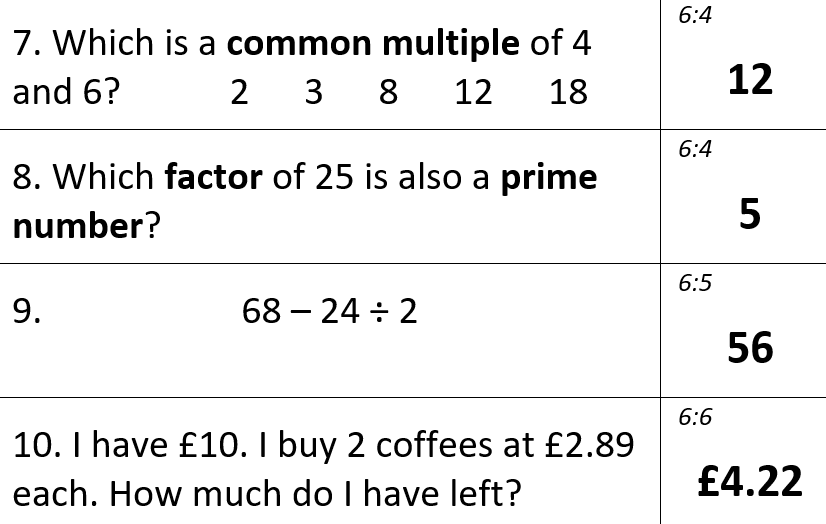 7. Which is a common multiple of 4
and 6? 2 3 8 12 18
6:4
12
8. Which factor of 25 is also a prime
number?
6:4
5
9. 68 – 24 ÷ 2
6:5
56
10. I have £10. I buy 2 coffees at £2.89
each. How much do I have left?
6:6
£4.22